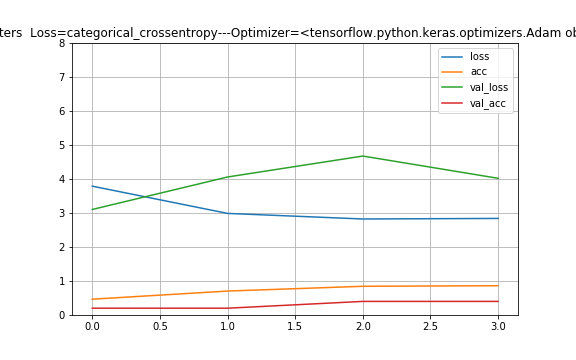 ters Loss=categorical_crossentropy---Optimizer=<tensorflow.python.keras.optimizers.Adam ob
8
7
6
5
4
3
2
1
0
0.0 0.5 1.0 1.5 2.0 2.5 3.0
loss
acc
val_loss
val_acc